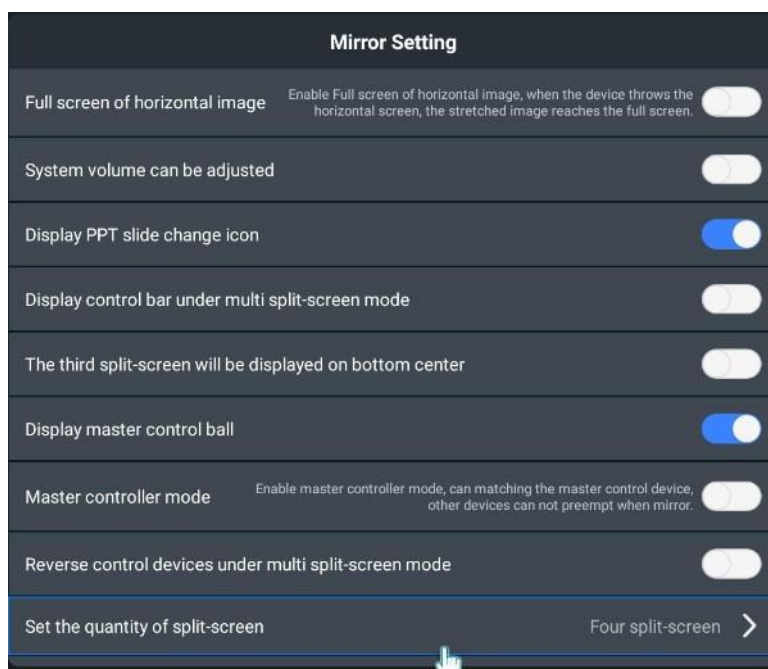 Mirror Setting
Full screen of horizontal image
Enable Full screen of horizontal image, when the device throws the
horizontal screen, the stretched image reaches the full screen.
System volume can be adjusted
Display PPT slide change icon
Display control bar under multi split-screen mode
The third split-screen will be displayed on bottom center
Display master control ball
Master controller mode
Enable master controller mode, can matching the master control device,
other devices can not preempt when mirror.
Reverse control devices under multi split-screen mode
Set the quantity of split-screen Four split-screen